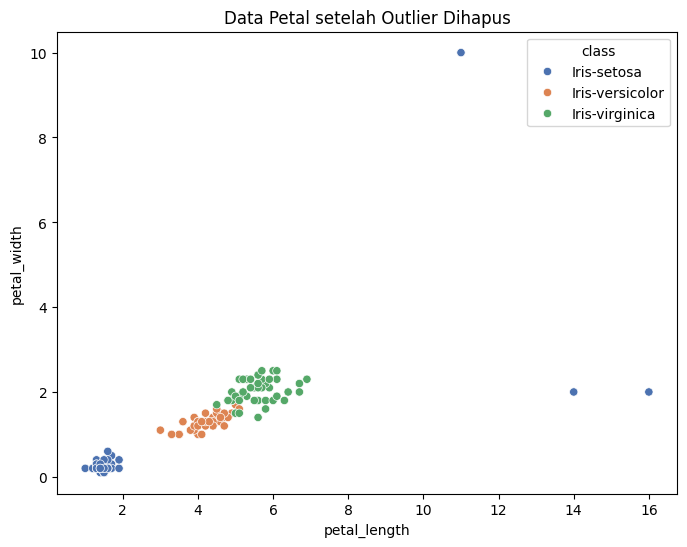 Data Petal setelah Outlier Dihapus
class
Iris-setosa
Iris-versicolor
Iris-virginica
petal_width
10
8
6
4
2
0
2 4 6 8 10 12 14 16
petal_length